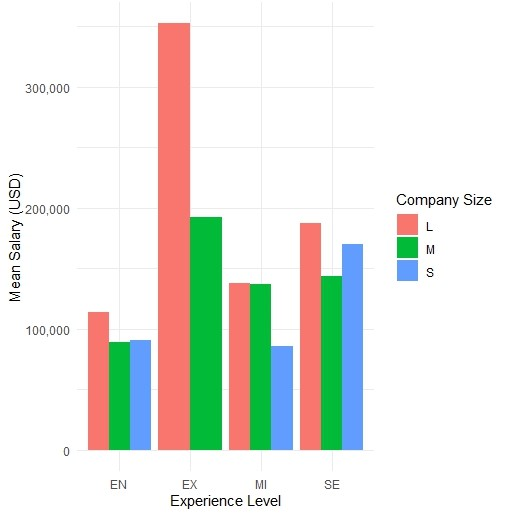 Mean Salary (USD)
300,000
200,000
100,000
0
EN EX MI SE
Experience Level
Company Size
L
M
S